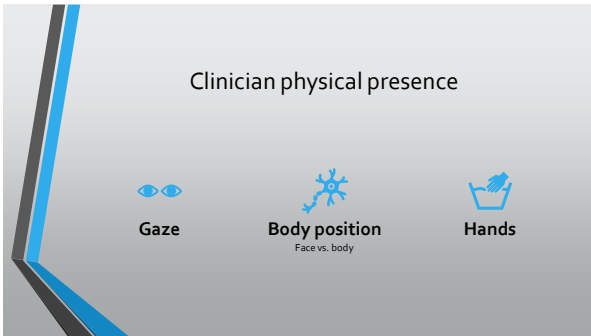 Clinician physical presence
Gaze
Body position
Face vs. body
Hands